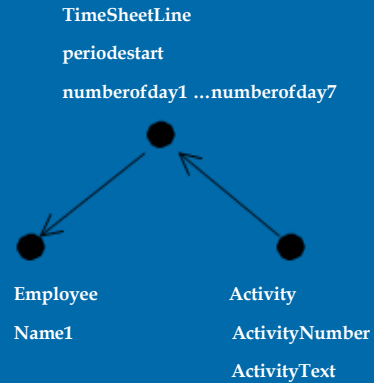 TimeSheetLine
periodestart
numberofday1 ...numberofday7
Employee
Activity
Name1
ActivityNumber
ActivityText